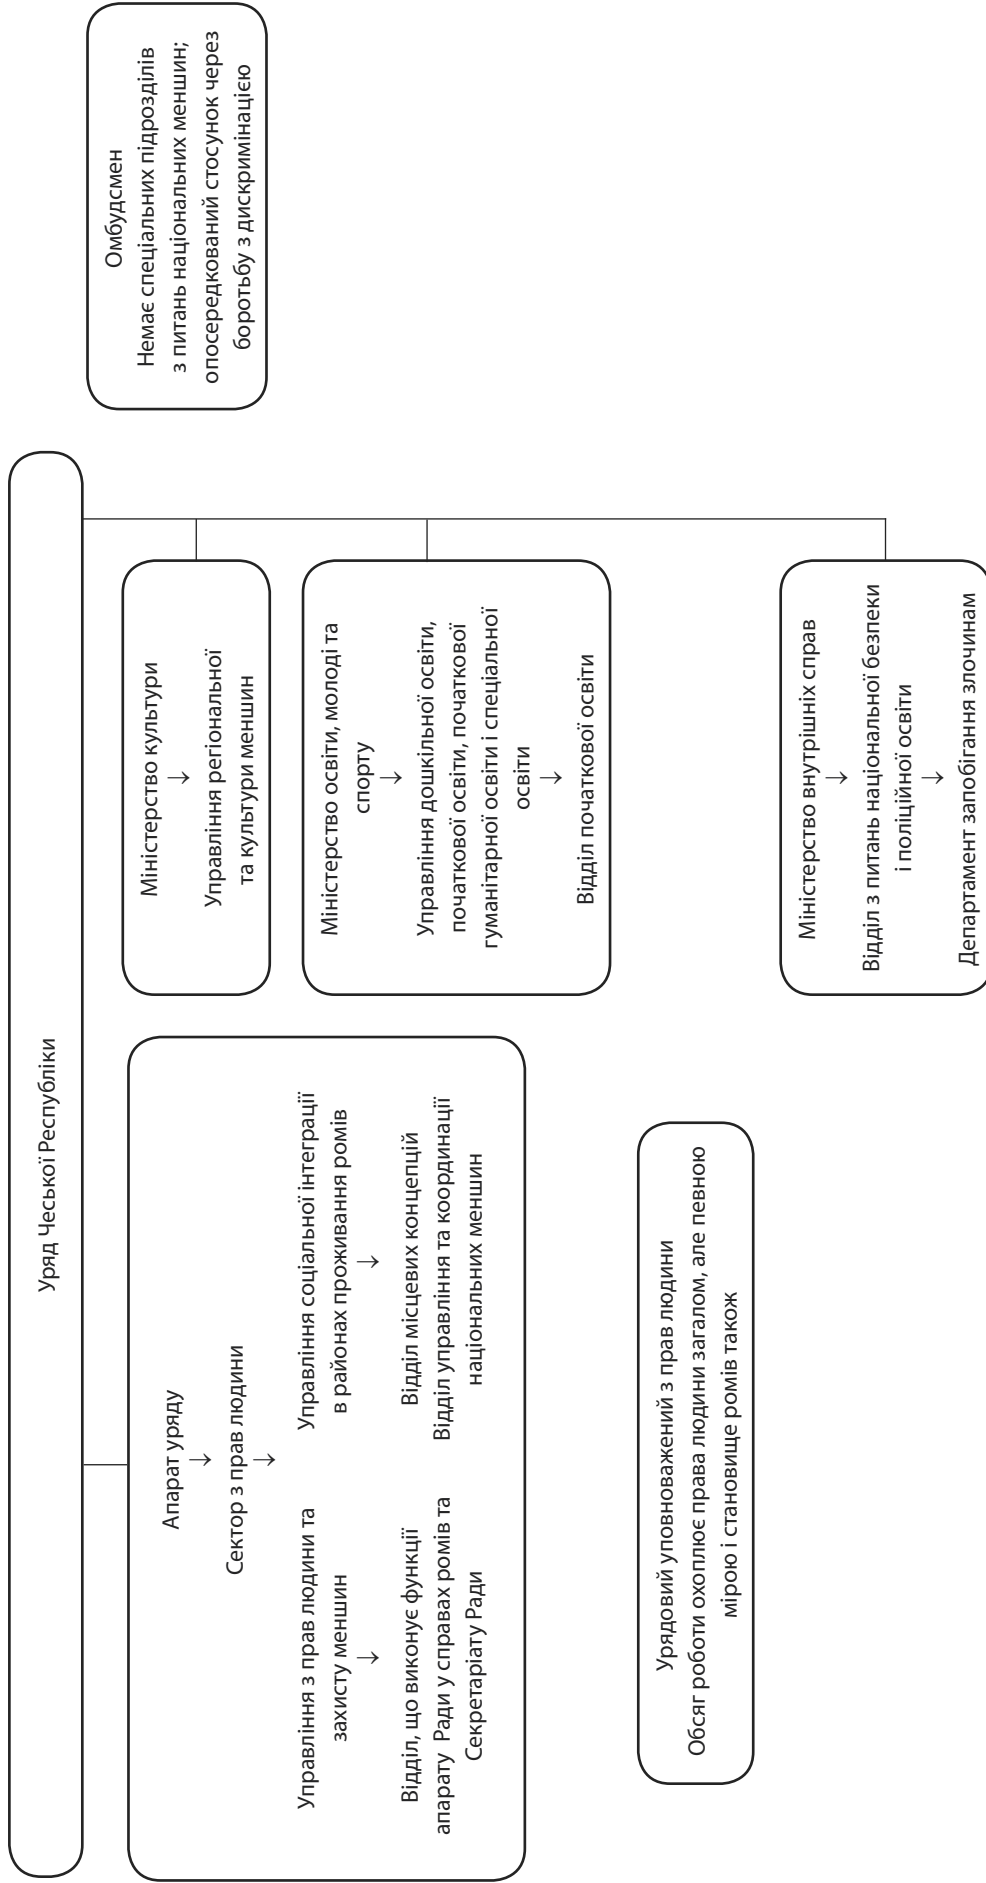 Уряд Чеської Республіки
Апарат уряду
↓
Сектор з прав людини
↓
Управління з прав людини та
захисту меншин
↓
Відділ, що виконує функції
апарату Ради у справах ромів та
Секретаріату Ради
Управління соціальної інтеграції
в районах проживання ромів
↓
Відділ місцевих концепцій
Відділ управління та координації
національних меншин
Урядовий уповноважений з прав людини
Обсяг роботи охоплює права людини загалом, але певною
мірою і становище ромів також
Міністерство культури
↓
Управління регіональної
та культури меншин
Міністерство освіти, молоді та
спорту
↓
Управління дошкільної освіти,
початкової освіти, початкової
гуманітарної освіти і спеціальної
освіти
↓
Відділ початкової освіти
Міністерство внутрішніх справ
↓
Відділ з питань національної безпеки
і поліційної освіти
↓
Департамент запобігання злочинам
Омбудсмен
Немає спеціальних підрозділів
з питань національних меншин;
опосередкований стосунок через
боротьбу з дискримінацією